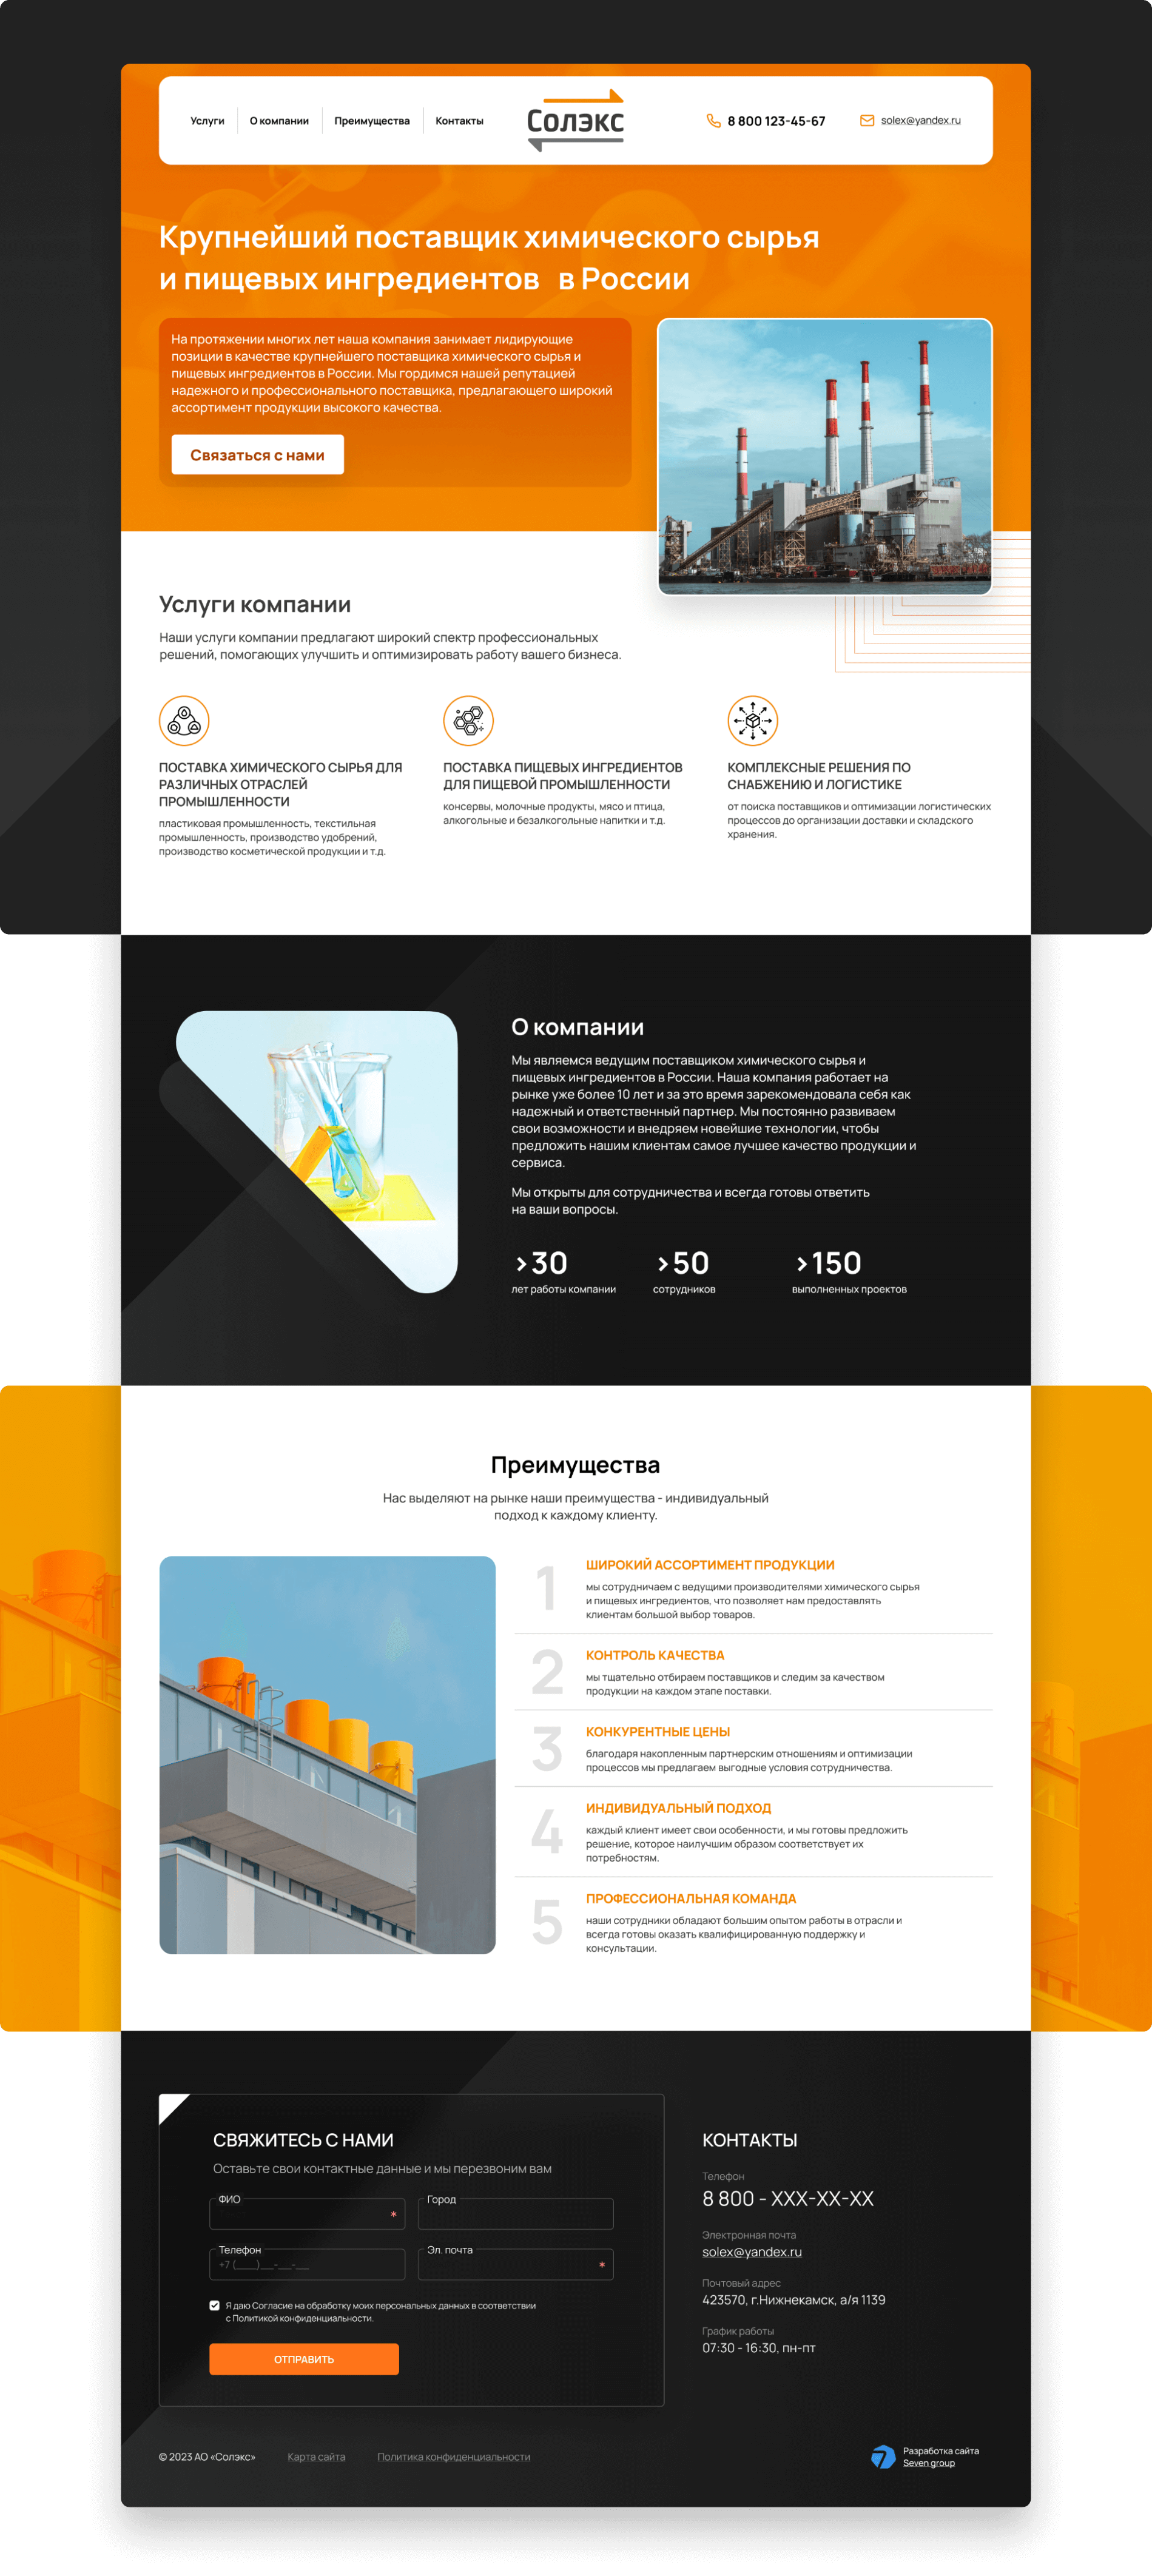 Услуги
О компании
Преимущества
Контакты
Солэкс
8 800 123-45-67
solex@yandex.ru
Крупнейший поставщик химического сырья
и пищевых ингредиентов в России
На протяжении многих лет наша компания занимает лидирующие
позиции в качестве крупнейшего поставщика химического сырья и
пищевых ингредиентов в России. Мы гордимся нашей репутацией
надежного и профессионального поставщика, предлагающего широкий
ассортимент продукции высокого качества.
Связаться с нами
Услуги компании
Наши услуги компании предлагают широкий спектр профессиональных
решений, помогающих улучшить и оптимизировать работу вашего бизнеса.
ПОСТАВКА ХИМИЧЕСКОГО СЫРЬЯ ДЛЯ
РАЗЛИЧНЫХ ОТРАСЛЕЙ
ПРОМЫШЛЕННОСТИ
пластиковая промышленность, текстильная
промышленность, производство удобрений,
производство косметической продукции и т.д.
ПОСТАВКА ПИЩЕВЫХ ИНГРЕДИЕНТОВ
ДЛЯ ПИЩЕВОЙ ПРОМЫШЛЕННОСТИ
консервы, молочные продукты, мясо и птица,
алкогольные и безалкогольные напитки и т.д.
КОМПЛЕКСНЫЕ РЕШЕНИЯ ПО
СНАБЖЕНИЮ И ЛОГИСТИКЕ
от поиска поставщиков и оптимизации логистических
процессов до организации доставки и складского
хранения.
О компании
Мы являемся ведущим поставщиком химического сырья и
пищевых ингредиентов в России. Наша компания работает на
рынке уже более 10 лет и за это время зарекомендовала себя как
надежный и ответственный партнер. Мы постоянно развиваем
свои возможности и внедряем новейшие технологии, чтобы
предложить нашим клиентам самое лучшее качество продукции и
сервиса.
Мы открыты для сотрудничества и всегда готовы ответить
на ваши вопросы.
>30
лет работы компании
>50
сотрудников
>150
выполненных проектов
Преимущества
Нас выделяют на рынке наши преимущества - индивидуальный
подход к каждому клиенту.
1
ШИРОКИЙ АССОРТИМЕНТ ПРОДУКЦИИ
мы сотрудничаем с ведущими производителями химического сырья
и пищевых ингредиентов, что позволяет нам предоставлять
клиентам большой выбор товаров.
2
КОНТРОЛЬ КАЧЕСТВА
мы тщательно отбираем поставщиков и следим за качеством
продукции на каждом этапе поставки.
3
КОНКУРЕНТНЫЕ ЦЕНЫ
благодаря накопленным партнерским отношениям и оптимизации
процессов мы предлагаем выгодные условия сотрудничества.
4
ИНДИВИДУАЛЬНЫЙ ПОДХОД
каждый клиент имеет свои особенности, и мы готовы предложить
решение, которое наилучшим образом соответствует их
потребностям.
5
ПРОФЕССИОНАЛЬНАЯ КОМАНДА
наши сотрудники обладают большим опытом работы в отрасли и
всегда готовы оказать квалифицированную поддержку и
консультации.
СВЯЖИТЕСЬ С НАМИ
Оставьте свои контактные данные и мы перезвоним вам
ФИО
*
Город
Телефон
+7 (___)___-__-__
Эл. почта
*
Я даю Согласие на обработку моих персональных данных в соответствии
с Политикой конфиденциальности.
ОТПРАВИТЬ
КОНТАКТЫ
Телефон
8 800 - XXX-XX-XX
Электронная почта
solex@yandex.ru
Почтовый адрес
423570, г.Нижнекамск, а/я 1139
График работы
07:30 - 16:30, пн-пт
© 2023 АО «Солэкс»
Карта сайта
Политика конфиденциальности
Разработка сайта
Seven group